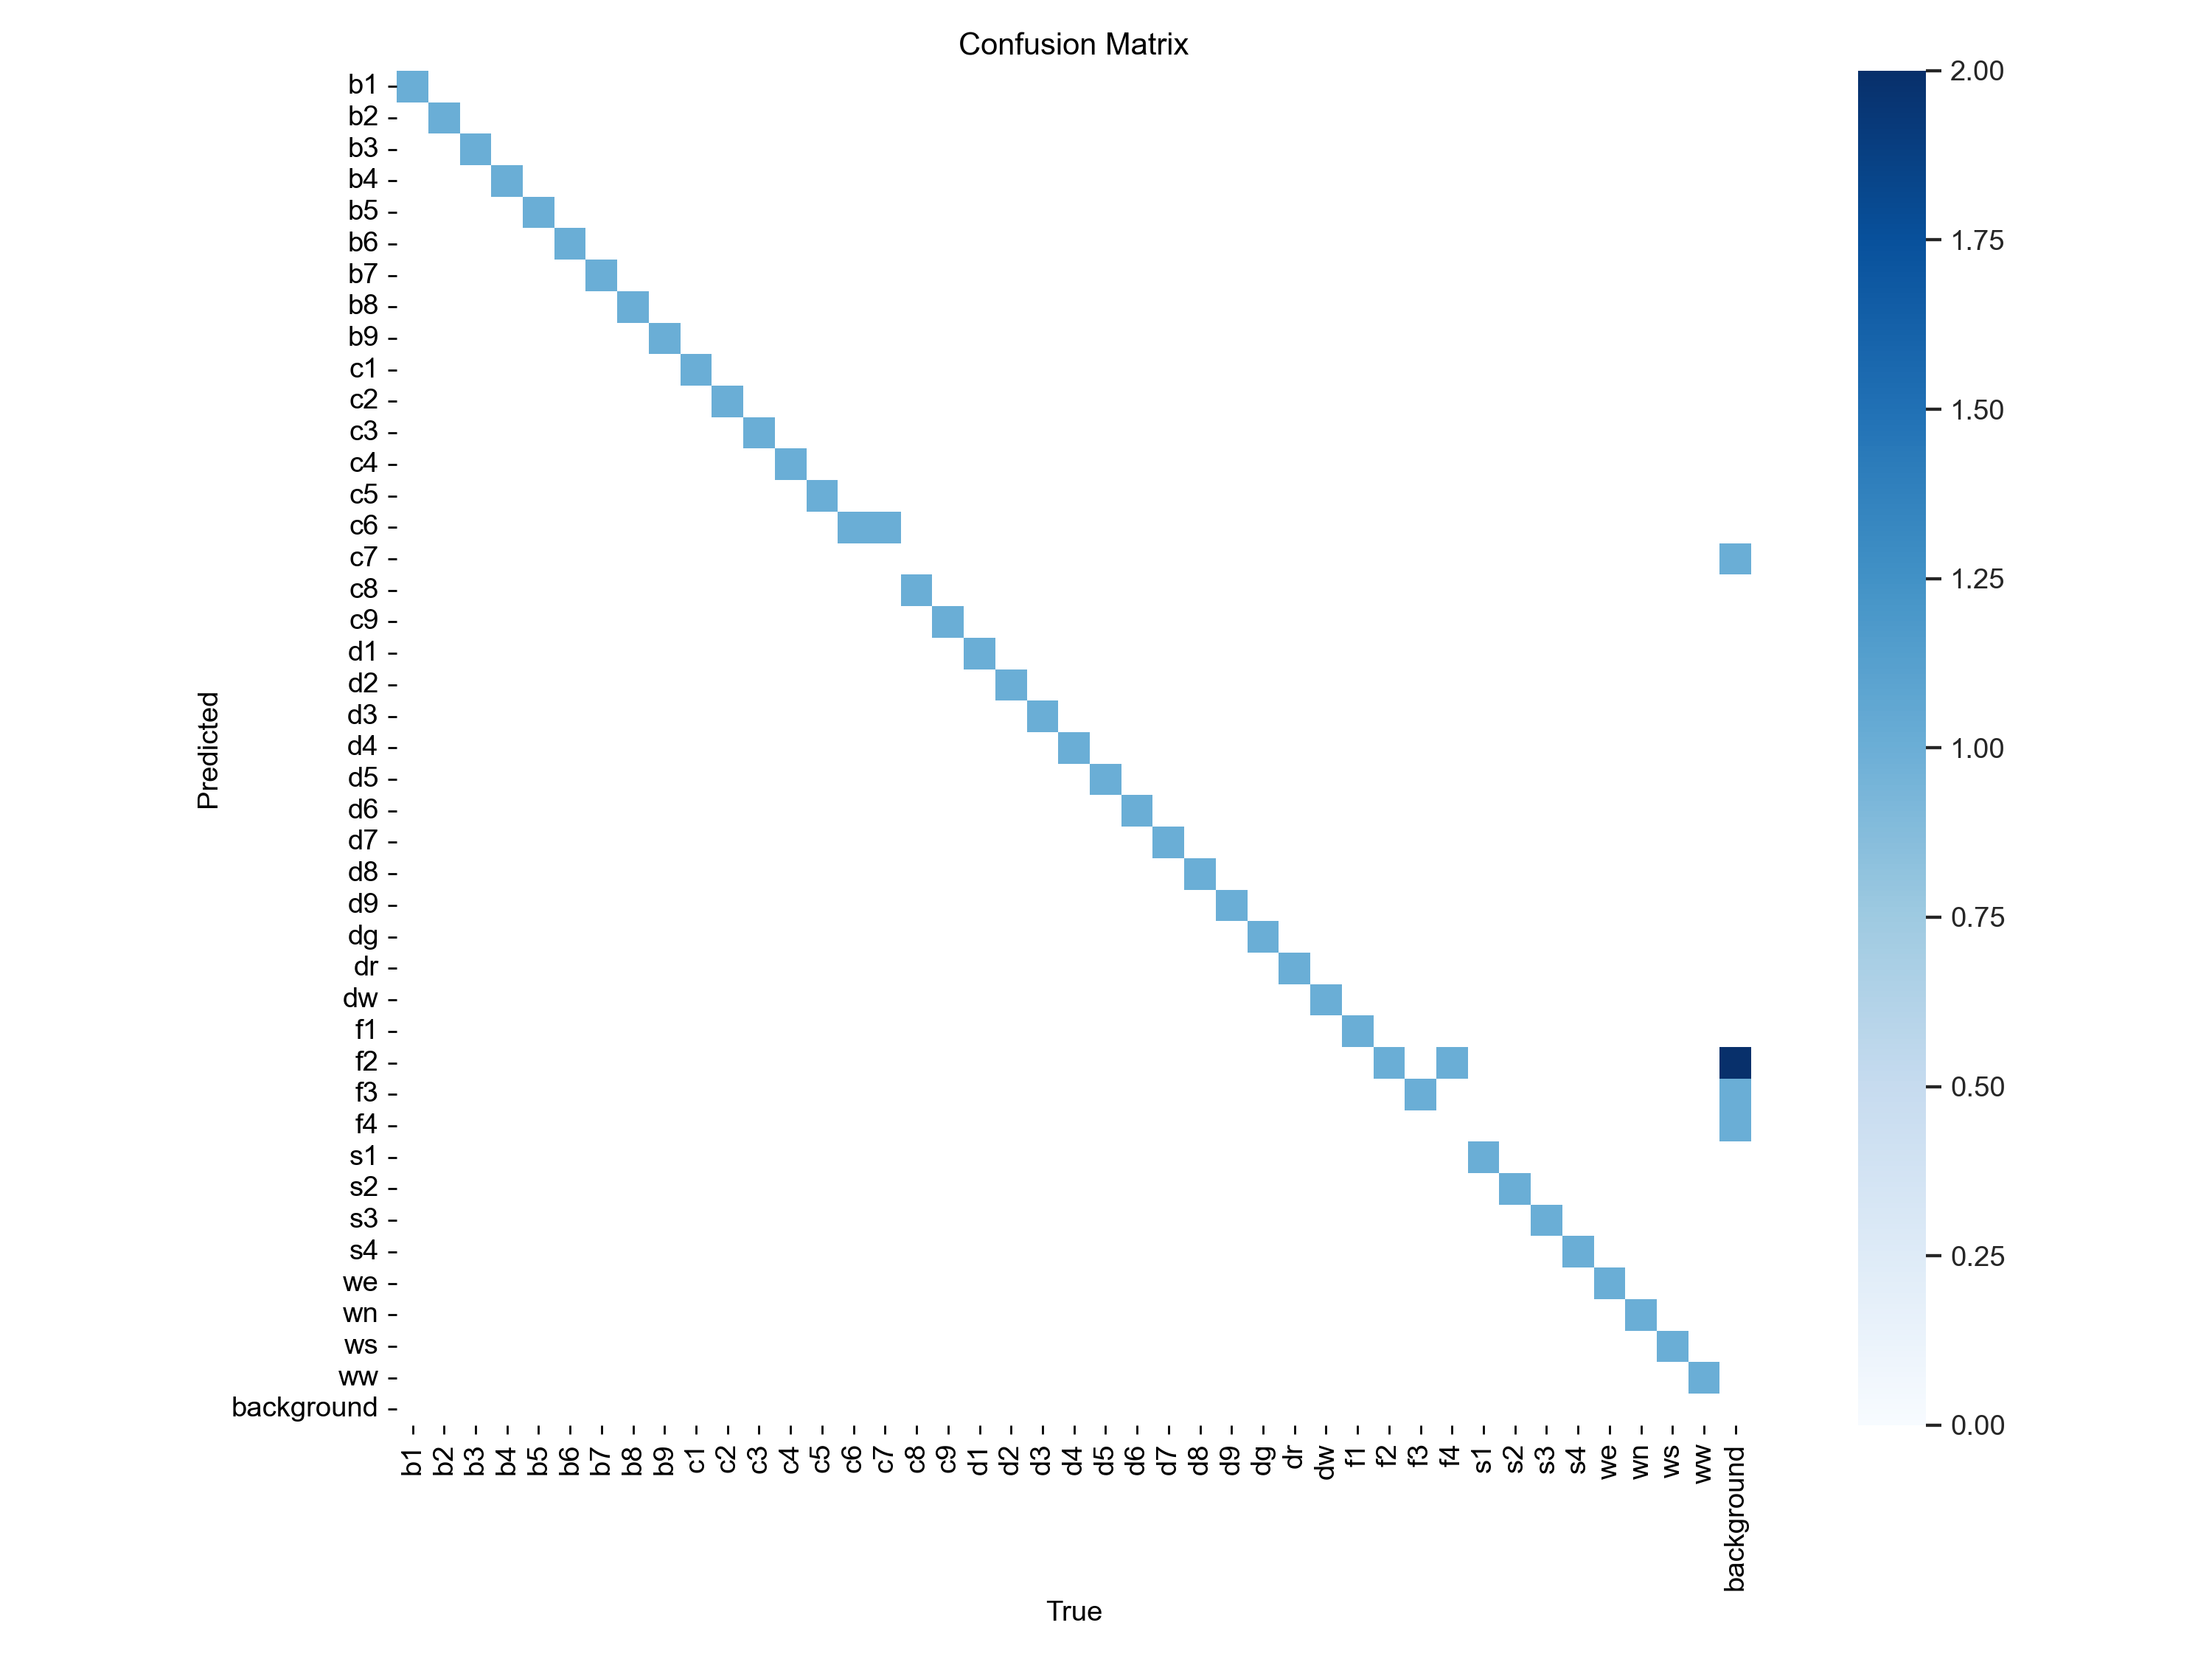 Confusion Matrix
b1
b2
b3
b4
b5
b6
b7
b8
b9
c1
c2
c3
c4
c5
c6
c7
c8
c9
d1
d2
d3
d4
d5
d6
d7
d8
d9
dg
dr
dw
f1
f2
f3
f4
s1
s2
s3
s4
we
wn
ws
ww
background
Predicted
b1 b2 b3 b4 b5 b6 b7 b8 b9 c1 c2 c3 c4 c5 c6 c7 c8 c9 d1 d2 d3 d4 d5 d6 d7 d8 d9 dg dr dw f1 f2 f3 f4 s1 s2 s3 s4 we wn ws ww background
True
2.00
1.75
1.50
1.25
1.00
0.75
0.50
0.25
0.00